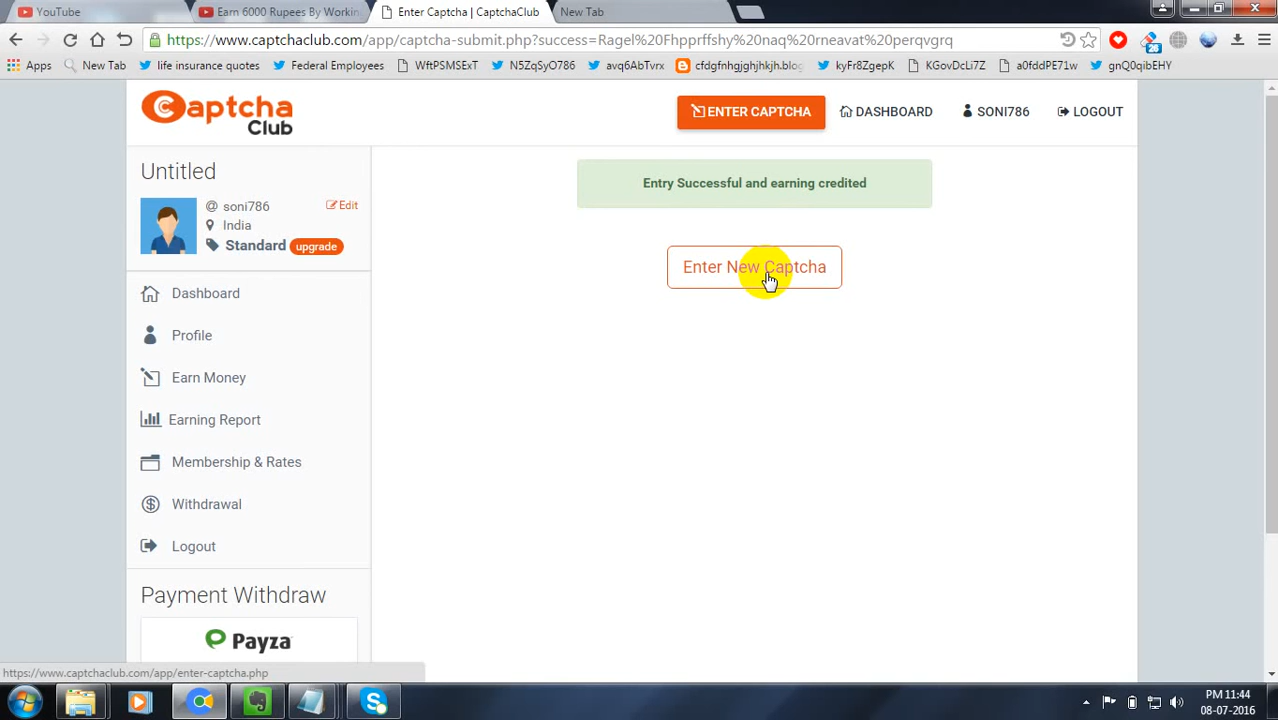 YouTube
Earn 6000 Rupees By Workin
Enter Captcha | CaptchaClub
New Tab
https://www.captchaclub.com/app/captcha-submit.php?success=Ragel%20Fhpprffshy%20naq%20rneavat%20perqvgrq
26
Apps
New Tab
life insurance quotes
Federal Employees
WftPSMSExT
N5ZqSyO786
avq6AbTvrx
cfdgfnhgjghjhkjh.blog
kyFr8ZgepK
KGovDcLi7Z
a0fddPE71w
gnQ0qibEHY
Captcha
Club
ENTER CAPTCHA
DASHBOARD
SONI786
LOGOUT
Untitled
@ soni786
Edit
India
Standard upgrade
Entry Successful and earning credited
Enter New Captcha
Dashboard
Profile
Earn Money
Earning Report
Membership & Rates
Withdrawal
Logout
Payment Withdraw
Payza
https://www.captchaclub.com/app/enter-captcha.php
PM 11:44
08-07-2016